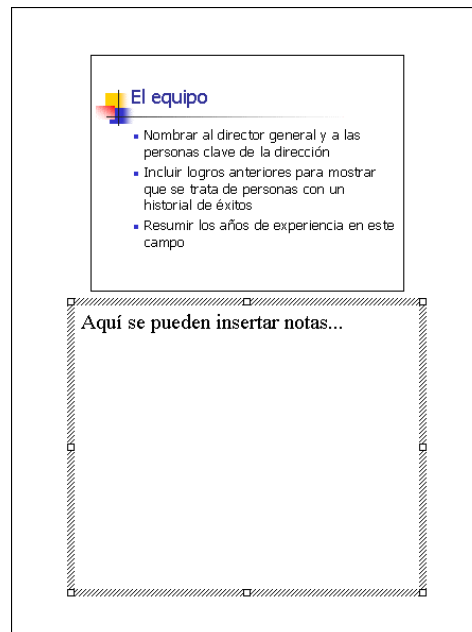 El equipo
Nombrar al director general y a las
personas clave de la dirección
Incluir logros anteriores para mostrar
que se trata de personas con un
historial de éxitos
Resumir los años de experiencia en este
campo
Aquí se pueden insertar notas...